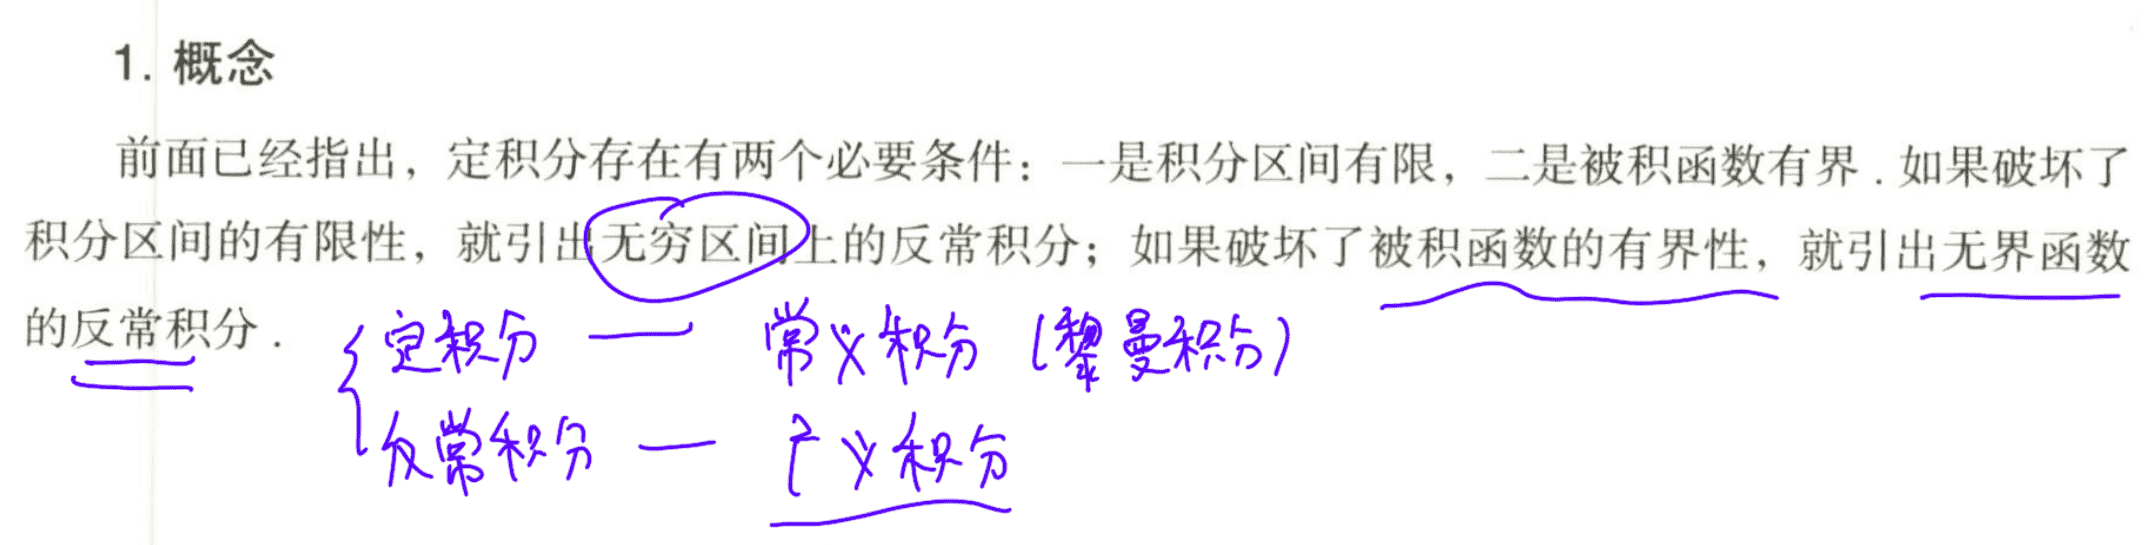 1. 概念
前面已经指出，定积分存在有两个必要条件：一是积分区间有限，二是被积函数有界．如果破坏了
积分区间的有限性，就引出无穷区间上的反常积分；如果破坏了被积函数的有界性，就引出无界函数
的反常积分．
定积分 — 常义积分 (黎曼积分)
反常积分 — 广义积分